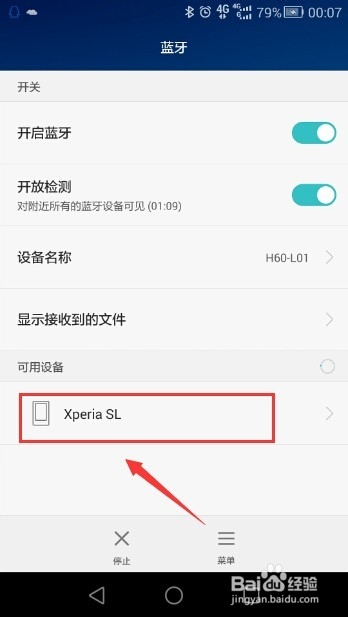 4G 4G 79% 00:07
蓝牙
开关
开启蓝牙
开放检测
对附近所有的蓝牙设备可见 (01:09)
设备名称 H60-L01
显示接收到的文件
可用设备
Xperia SL
停止 菜单
Bai du 经验
jingyan.baidu.com